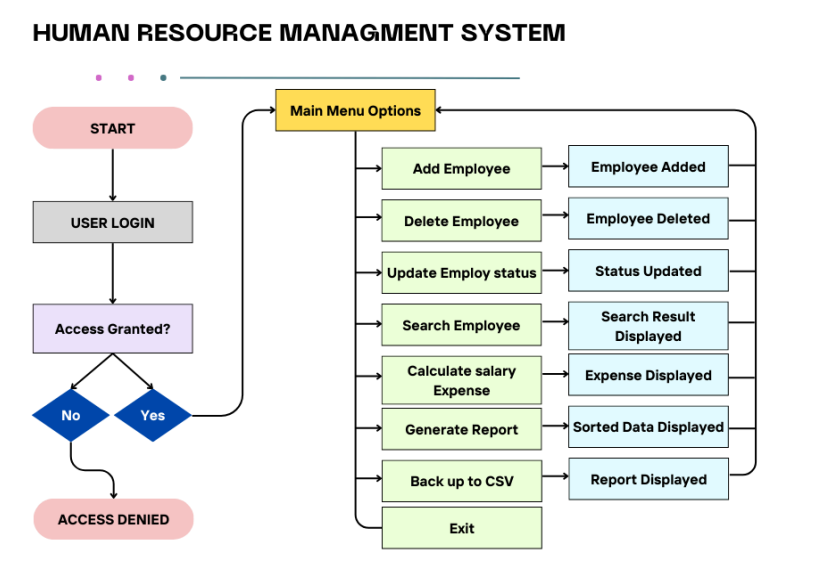 HUMAN RESOURCE MANAGMENT SYSTEM
START
USER LOGIN
Access Granted?
No
Yes
ACCESS DENIED
Main Menu Options
Add Employee
Employee Added
Delete Employee
Employee Deleted
Update Employ status
Status Updated
Search Employee
Search Result
Displayed
Calculate salary
Expense
Expense Displayed
Generate Report
Sorted Data Displayed
Back up to CSV
Report Displayed
Exit